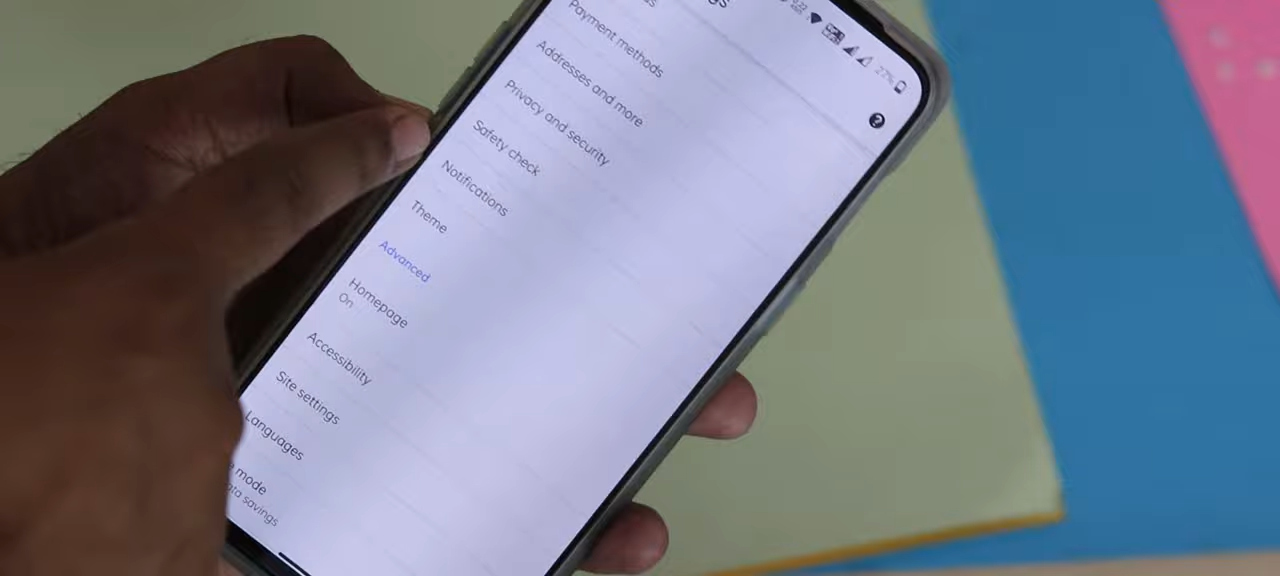 27%
Payment methods
Addresses and more
Privacy and security
Safety check
Notifications
Theme
Advanced
Homepage
On
Accessibility
Site settings
Languages
mode
savings